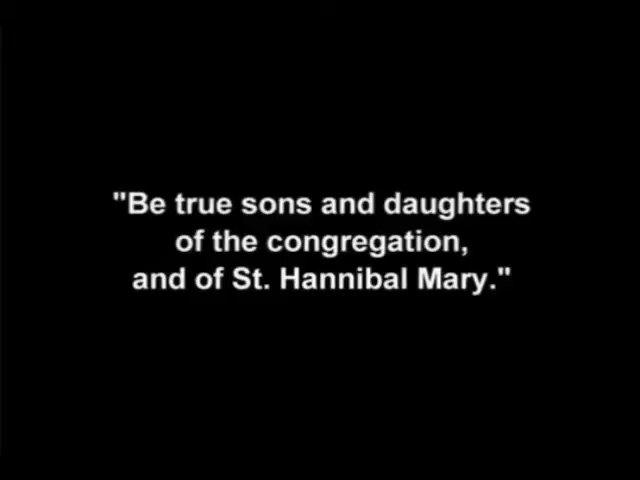 "Be true sons and daughters
of the congregation,
and of St. Hannibal Mary."